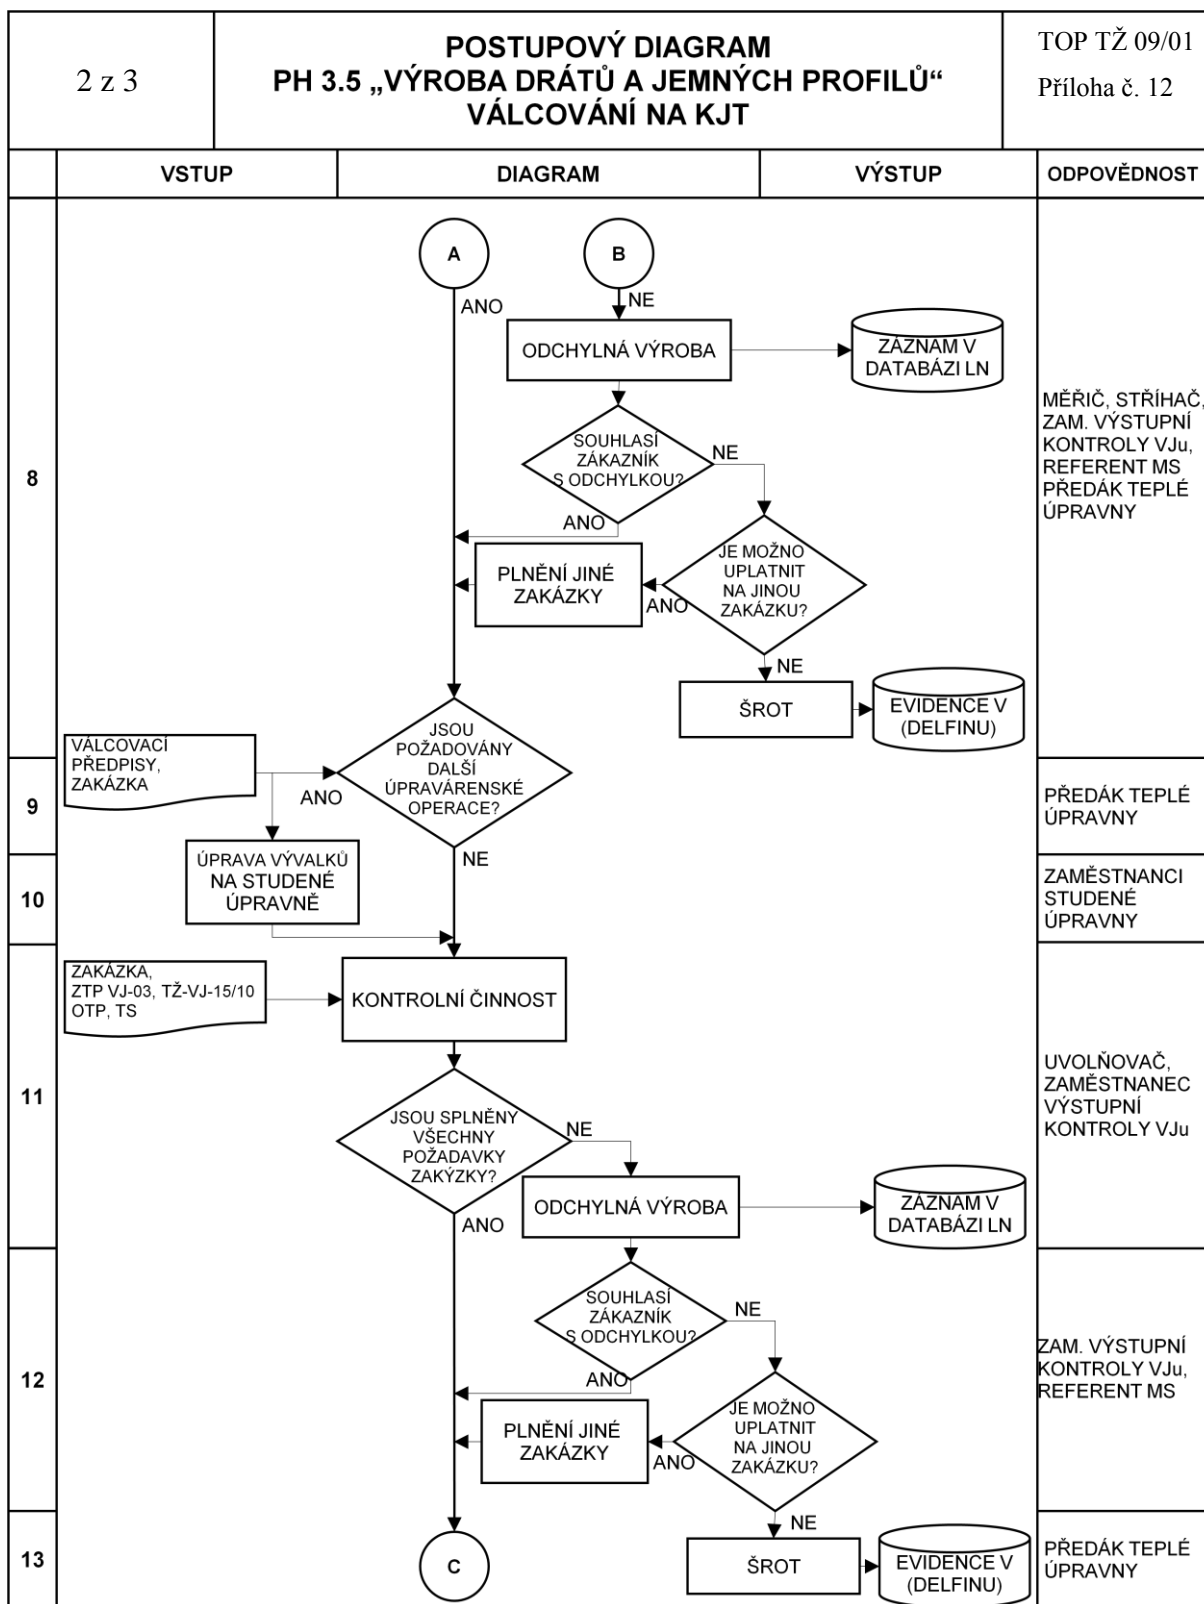 2 z 3
POSTUPOVÝ DIAGRAM
PH 3.5 „VÝROBA DRÁTŮ A JEMNÝCH PROFILŮ“
VÁLCOVÁNÍ NA KJT
TOP TŽ 09/01
Příloha č. 12
VSTUP
DIAGRAM
VÝSTUP
ODPOVĚDNOST
8
A
B
ANO
NE
ODCHYLNÁ VÝROBA
ZÁZNAM V
DATABÁZI LN
SOUHLASÍ
ZÁKAZNÍK
S ODCHYLKOU?
NE
ANO
JE MOŽNO
UPLATNIT
NA JINOU
ZAKÁZKU?
ANO
PLNĚNÍ JINÉ
ZAKÁZKY
NE
ŠROT
EVIDENCE V
(DELFINU)
MĚŘIČ, STŘÍHAČ,
ZAM. VÝSTUPNÍ
KONTROLY VJu,
REFERENT MS
PŘEDÁK TEPLÉ
ÚPRAVNY
9
VÁLCOVACÍ
PŘEDPISY,
ZAKÁZKA
ANO
JSOU
POŽADOVÁNY
DALŠÍ
ÚPRAVÁRENSKÉ
OPERACE?
NE
PŘEDÁK TEPLÉ
ÚPRAVNY
10
ÚPRAVA VÝVALKŮ
NA STUDENÉ
ÚPRAVNĚ
ZAMĚSTNANCI
STUDENÉ
ÚPRAVNY
11
ZAKÁZKA,
ZTP VJ-03, TŽ-VJ-15/10
OTP, TS
KONTROLNÍ ČINNOST
JSOU SPLNĚNY
VŠECHNY
POŽADAVKY
ZAKÝZKY?
NE
ANO
ODCHYLNÁ VÝROBA
ZÁZNAM V
DATABÁZI LN
UVOLŇOVAČ,
ZAMĚSTNANEC
VÝSTUPNÍ
KONTROLY VJu
12
SOUHLASÍ
ZÁKAZNÍK
S ODCHYLKOU?
NE
ANO
JE MOŽNO
UPLATNIT
NA JINOU
ZAKÁZKU?
ANO
PLNĚNÍ JINÉ
ZAKÁZKY
ZAM. VÝSTUPNÍ
KONTROLY VJu,
REFERENT MS
13
C
NE
ŠROT
EVIDENCE V
(DELFINU)
PŘEDÁK TEPLÉ
ÚPRAVNY